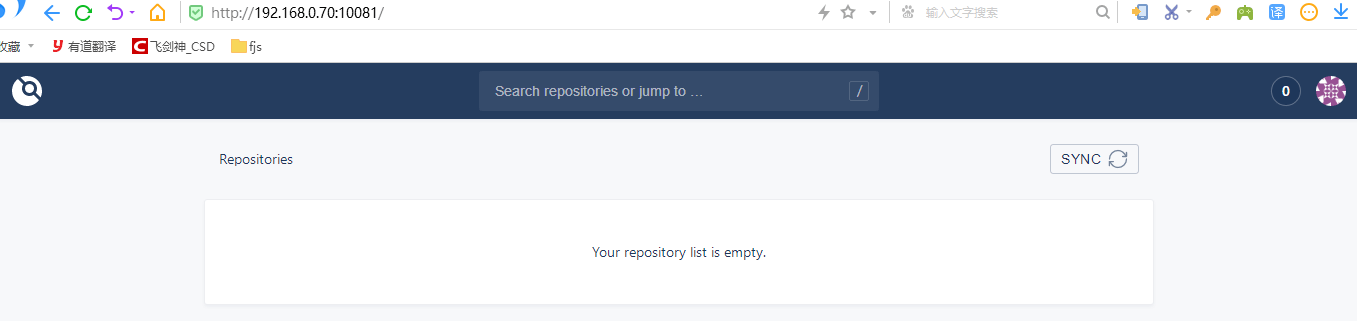 http://192.168.0.70:10081/
输入文字搜索
译
收藏
有道翻译
飞剑神_CSD
fjs
Search repositories or jump to ...
/
0
Repositories
SYNC
Your repository list is empty.